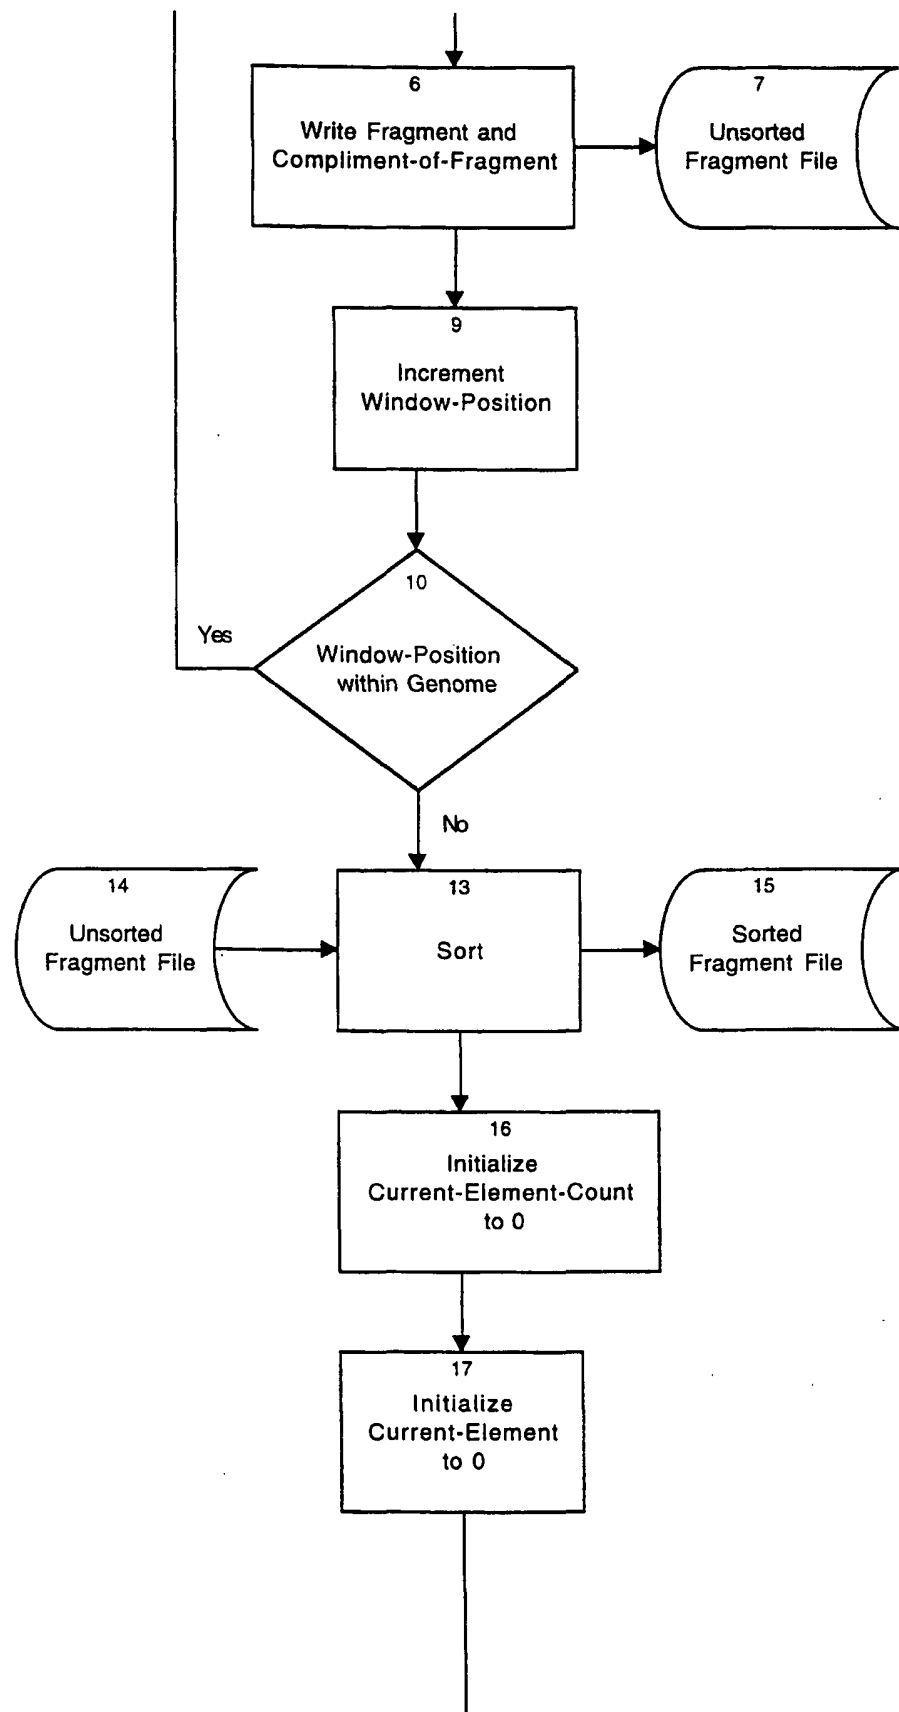 6
Write Fragment and
Compliment-of-Fragment
7
Unsorted
Fragment File
9
Increment
Window-Position
10
Window-Position
within Genome
Yes
No
14
Unsorted
Fragment File
13
Sort
15
Sorted
Fragment File
16
Initialize
Current-Element-Count
to 0
17
Initialize
Current-Element
to 0